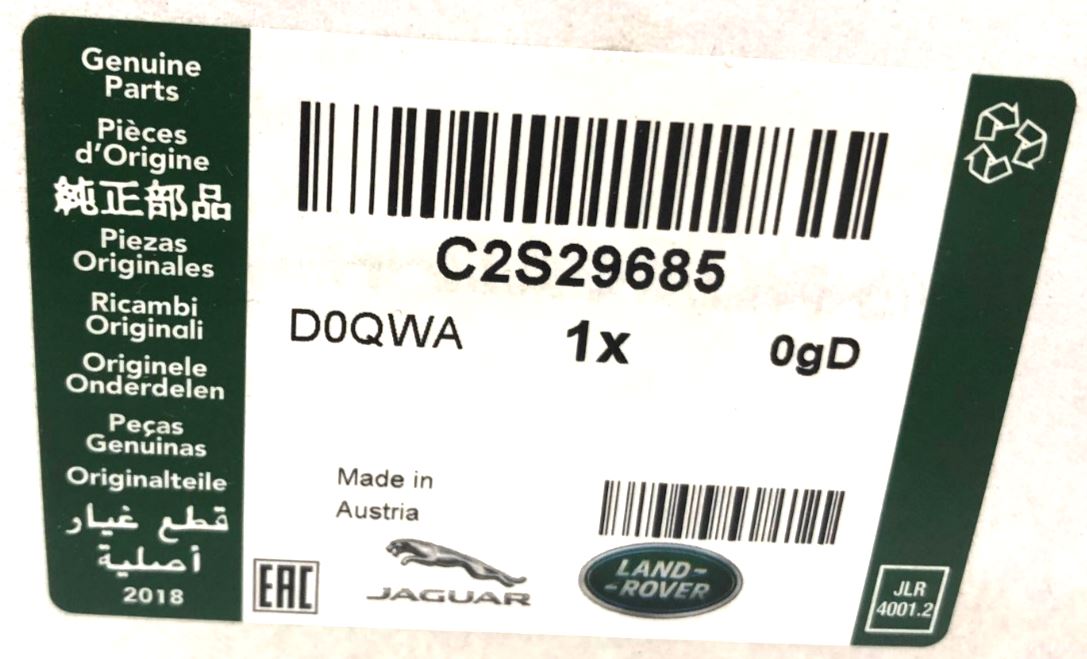 Genuine
Parts
Pièces
d'Origine
純正部品
Piezas
Originales
Ricambi
Originali
Originele
Onderdelen
Peças
Genuinas
Originalteile
قطع غيار
أصلية
2018
C2S29685
D0QWA 1x 0gD
Made in
Austria
EAC
JAGUAR
LAND-
-ROVER
JLR
4001.2